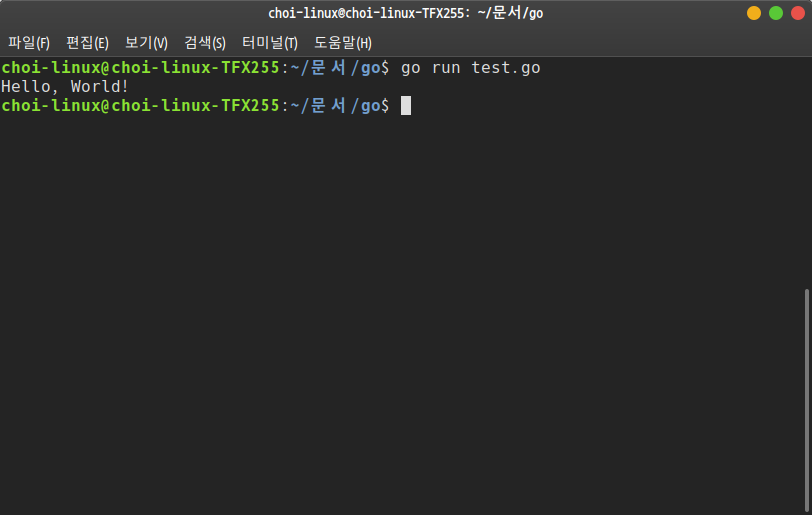 choi-linux@choi-linux-TFX255: ~/문서/go
파일(F) 편집(E) 보기(V) 검색(S) 터미널(T) 도움말(H)
choi-linux@choi-linux-TFX255:~/문서/go$ go run test.go
Hello, World!
choi-linux@choi-linux-TFX255:~/문서/go$